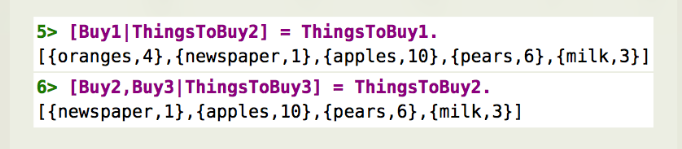 5> [Buy1|ThingsToBuy2] = ThingsToBuy1.
[{oranges,4},{newspaper,1},{apples,10},{pears,6},{milk,3}]
6> [Buy2,Buy3|ThingsToBuy3] = ThingsToBuy2.
[{newspaper,1},{apples,10},{pears,6},{milk,3}]